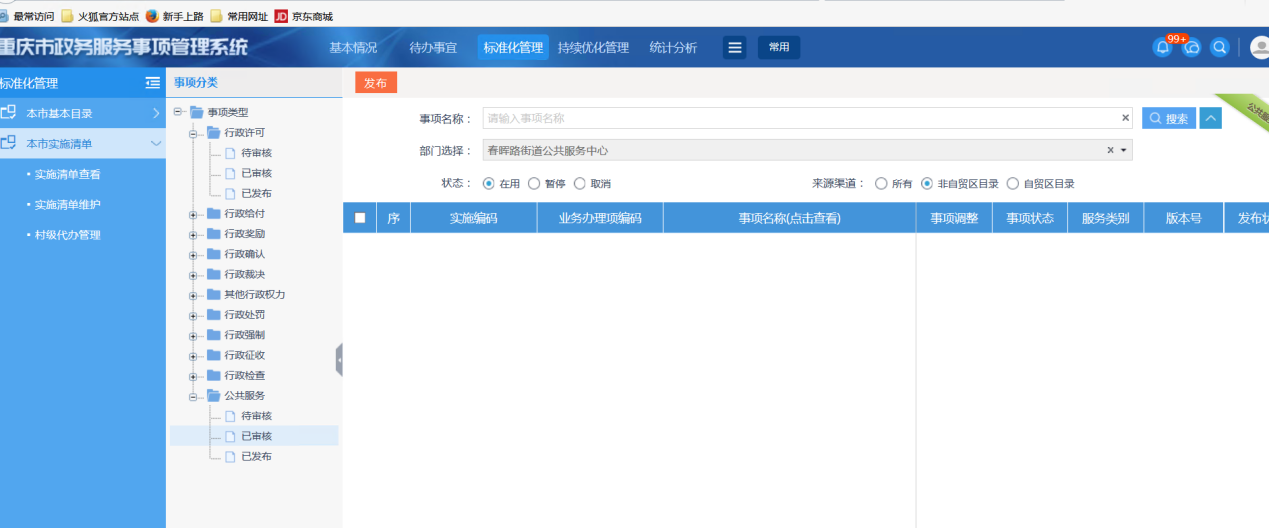 最常访问 火狐官方站点 新手上路 常用网址 JD 京东商城
重庆市政务服务事项管理系统 基本情况 待办事宜 标准化管理 持续优化管理 统计分析 常用 99+
标准化管理
本市基本目录
本市实施清单
• 实施清单查看
• 实施清单维护
• 村级代办管理
事项分类
事项类型
行政许可
待审核
已审核
已发布
行政给付
行政奖励
行政确认
行政裁决
其他行政权力
行政处罚
行政强制
行政征收
行政检查
公共服务
待审核
已审核
已发布
发布
事项名称： 请输入事项名称 × 搜索
部门选择： 春晖路街道公共服务中心 ×
状态： 在用 暂停 取消 来源渠道： 所有 非自贸区目录 自贸区目录
序 实施编码 业务办理项编码 事项名称(点击查看) 事项调整 事项状态 服务类别 版本号 发布状
公共